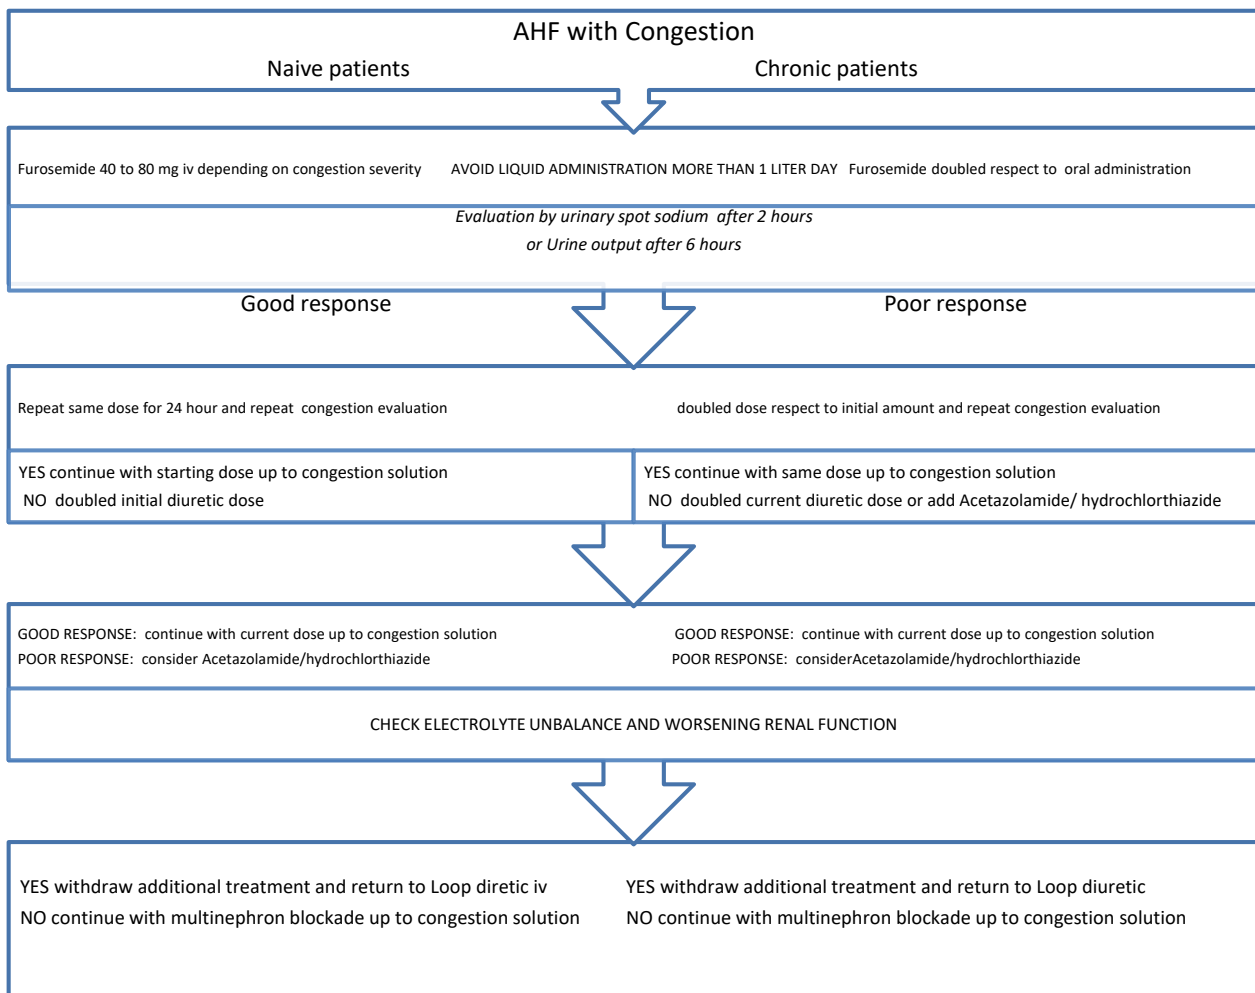 AHF with Congestion
Naive patients Chronic patients
Furosemide 40 to 80 mg iv depending on congestion severity AVOID LIQUID ADMINISTRATION MORE THAN 1 LITER DAY Furosemide doubled respect to oral administration
Evaluation by urinary spot sodium after 2 hours
or Urine output after 6 hours
Good response Poor response
Repeat same dose for 24 hour and repeat congestion evaluation doubled dose respect to initial amount and repeat congestion evaluation
YES continue with starting dose up to congestion solution
NO doubled initial diuretic dose
YES continue with same dose up to congestion solution
NO doubled current diuretic dose or add Acetazolamide/ hydrochlorthiazide
GOOD RESPONSE: continue with current dose up to congestion solution GOOD RESPONSE: continue with current dose up to congestion solution
POOR RESPONSE: consider Acetazolamide/hydrochlorthiazide POOR RESPONSE: considerAcetazolamide/hydrochlorthiazide
CHECK ELECTROLYTE UNBALANCE AND WORSENING RENAL FUNCTION
YES withdraw additional treatment and return to Loop diretic iv YES withdraw additional treatment and return to Loop diuretic
NO continue with multinephron blockade up to congestion solution NO continue with multinephron blockade up to congestion solution